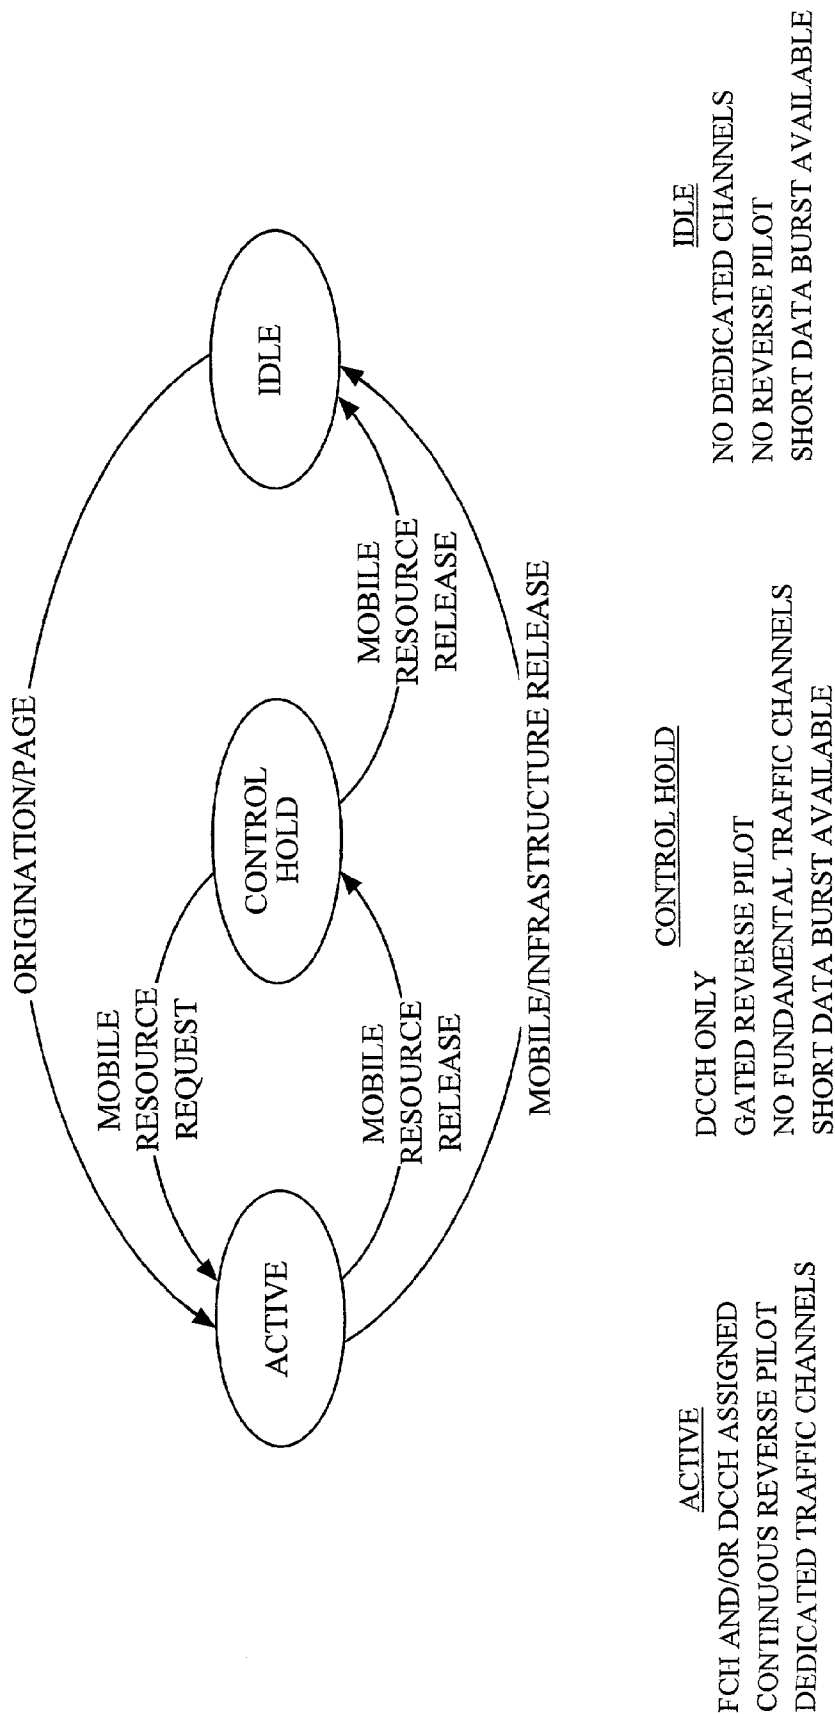 ORIGINATION/PAGE
MOBILE
RESOURCE
REQUEST
ACTIVE
CONTROL
HOLD
IDLE
MOBILE
RESOURCE
RELEASE
MOBILE
RESOURCE
RELEASE
MOBILE/INFRASTRUCTURE RELEASE
ACTIVE
FCH AND/OR DCCH ASSIGNED
CONTINUOUS REVERSE PILOT
DEDICATED TRAFFIC CHANNELS
CONTROL HOLD
DCCH ONLY
GATED REVERSE PILOT
NO FUNDAMENTAL TRAFFIC CHANNELS
SHORT DATA BURST AVAILABLE
IDLE
NO DEDICATED CHANNELS
NO REVERSE PILOT
SHORT DATA BURST AVAILABLE